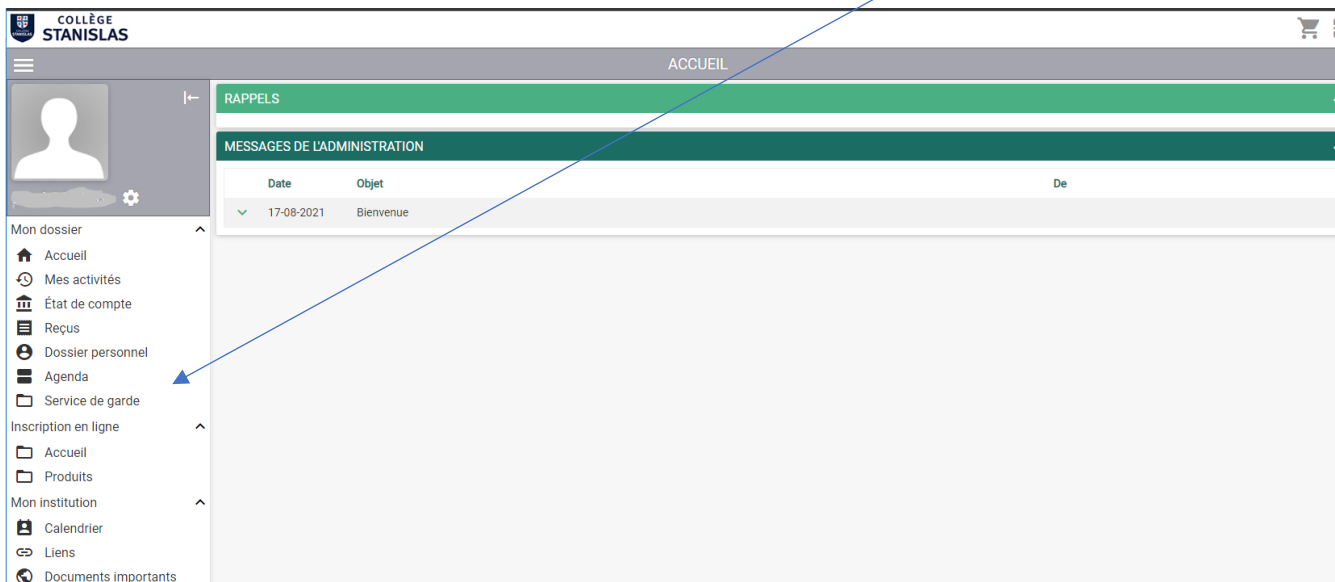 COLLÈGE
STANISLAS
ACCUEIL
RAPPELS
MESSAGES DE L'ADMINISTRATION
Date Objet De
17-08-2021 Bienvenue
Mon dossier
Accueil
Mes activités
État de compte
Reçus
Dossier personnel
Agenda
Service de garde
Inscription en ligne
Accueil
Produits
Mon institution
Calendrier
Liens
Documents importants